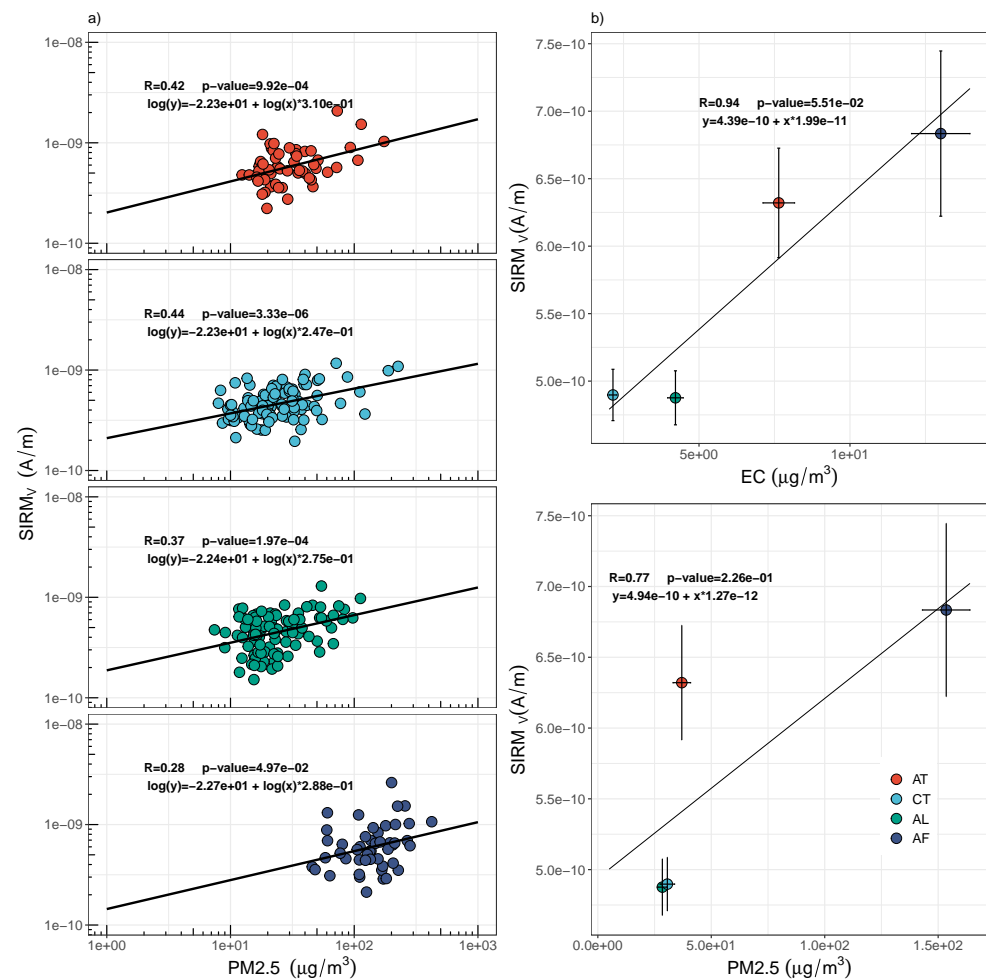 a)
1e−08
1e−09
1e−10
R=0.42 p−value=9.92e−04
log(y)=−2.23e+01 + log(x)*3.10e−01
1e−08
1e−09
1e−10
R=0.44 p−value=3.33e−06
log(y)=−2.23e+01 + log(x)*2.47e−01
1e−08
1e−09
1e−10
R=0.37 p−value=1.97e−04
log(y)=−2.24e+01 + log(x)*2.75e−01
1e−08
1e−09
1e−10
R=0.28 p−value=4.97e−02
log(y)=−2.27e+01 + log(x)*2.88e−01
1e+00 1e+01 1e+02 1e+03
PM2.5 (μg/m³)
SIRMᵥ (A/m)
b)
7.5e−10
7.0e−10
6.5e−10
6.0e−10
5.5e−10
5.0e−10
R=0.94 p−value=5.51e−02
y=4.39e−10 + x*1.99e−11
5e+00 1e+01
EC (μg/m³)
SIRM ᵥ(A/m)
7.5e−10
7.0e−10
6.5e−10
6.0e−10
5.5e−10
5.0e−10
R=0.77 p−value=2.26e−01
y=4.94e−10 + x*1.27e−12
AT
CT
AL
AF
0.0e+00 5.0e+01 1.0e+02 1.5e+02
PM2.5 (μg/m³)
SIRM ᵥ(A/m)